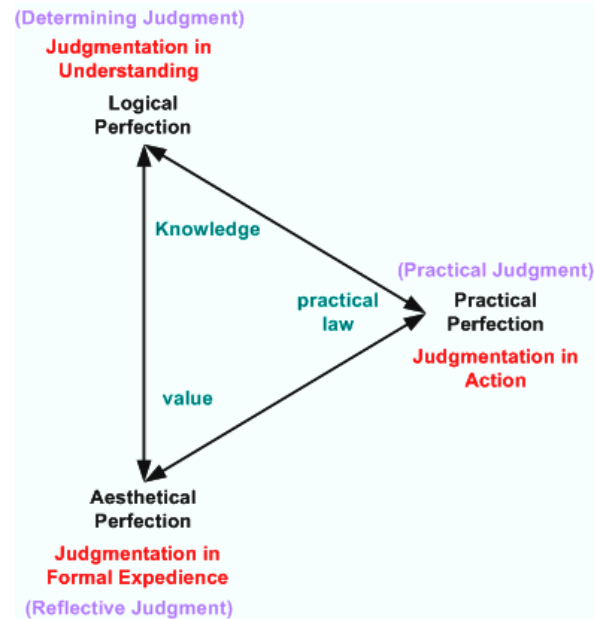 (Determining Judgment)
Judgmentation in
Understanding
Logical
Perfection
Knowledge
(Practical Judgment)
practical
law
Practical
Perfection
Judgmentation in
Action
value
Aesthetical
Perfection
Judgmentation in
Formal Expedience
(Reflective Judgment)